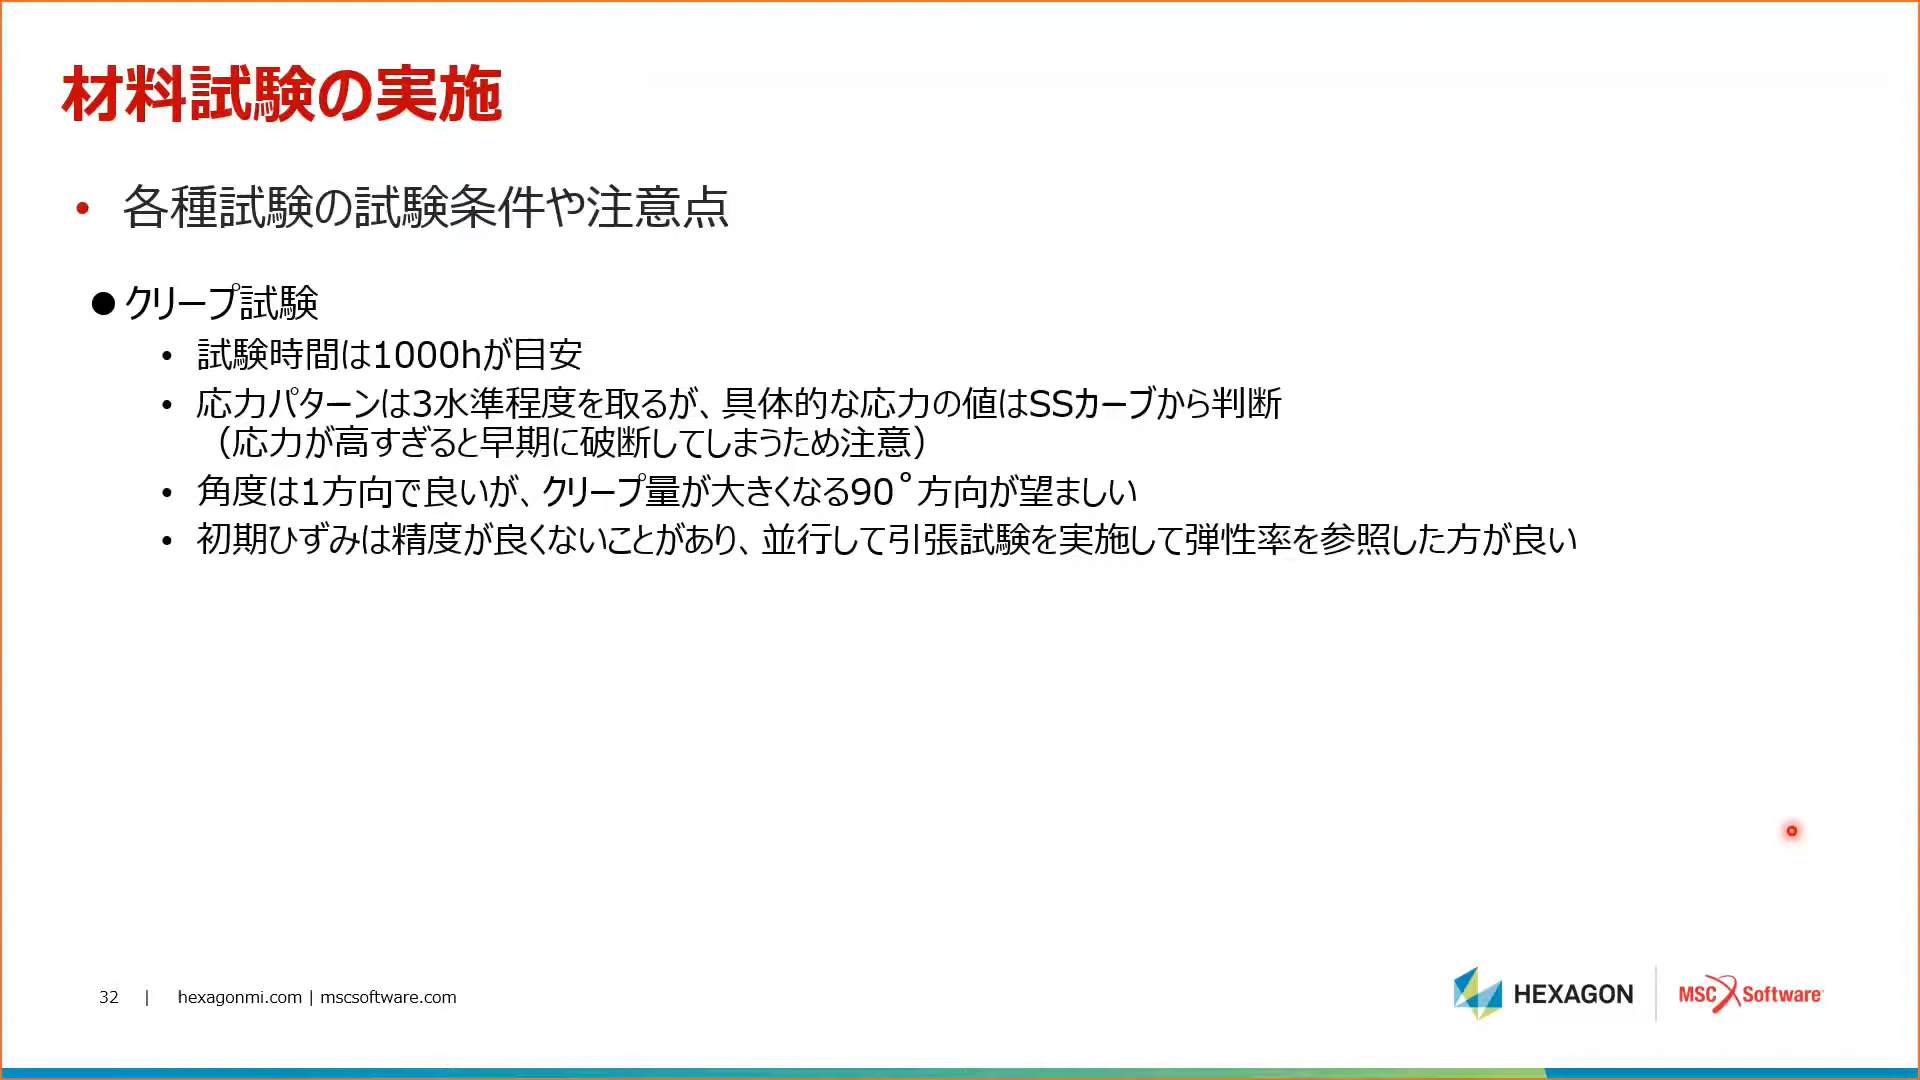 材料試験の実施
• 各種試験の試験条件や注意点
●クリープ試験
• 試験時間は1000hが目安
• 応力パターンは3水準程度を取るが、具体的な応力の値はSSカーブから判断
（応力が高すぎると早期に破断してしまうため注意）
• 角度は1方向で良いが、クリープ量が大きくなる90°方向が望ましい
• 初期ひずみは精度が良くないことがあり、並行して引張試験を実施して弾性率を参照した方が良い
32 | hexagonmi.com | mscsoftware.com
HEXAGON
MSC Software